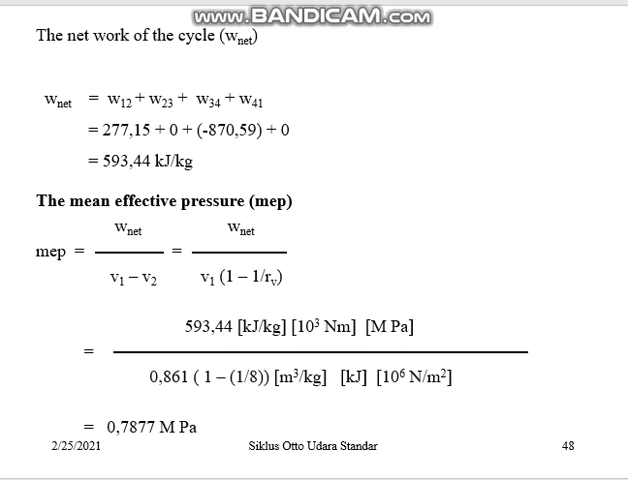 www.BANDICAM.com
The net work of the cycle (wnet)
wnet = w12 + w23 + w34 + w41
= 277,15 + 0 + (-870,59) + 0
= 593,44 kJ/kg
The mean effective pressure (mep)
wnet wnet
mep = =
v1 – v2 v1 (1 – 1/rv)
593,44 [kJ/kg] [10³ Nm] [M Pa]
=
0,861 ( 1 – (1/8)) [m³/kg] [kJ] [10⁶ N/m²]
= 0,7877 M Pa
2/25/2021 Siklus Otto Udara Standar 48